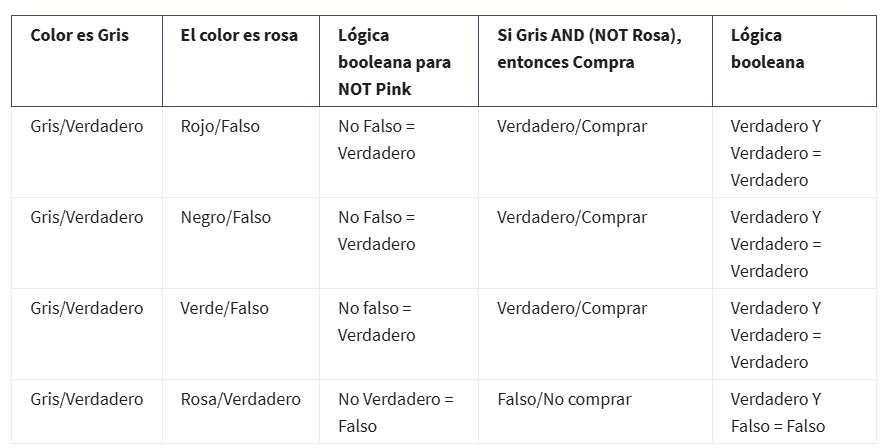 Color es Gris
El color es rosa
Lógica
booleana para
NOT Pink
Si Gris AND (NOT Rosa),
entonces Compra
Lógica
booleana
Gris/Verdadero
Rojo/Falso
No Falso =
Verdadero
Verdadero/Comprar
Verdadero Y
Verdadero =
Verdadero
Gris/Verdadero
Negro/Falso
No Falso =
Verdadero
Verdadero/Comprar
Verdadero Y
Verdadero =
Verdadero
Gris/Verdadero
Verde/Falso
No falso =
Verdadero
Verdadero/Comprar
Verdadero Y
Verdadero =
Verdadero
Gris/Verdadero
Rosa/Verdadero
No Verdadero =
Falso
Falso/No comprar
Verdadero Y
Falso = Falso